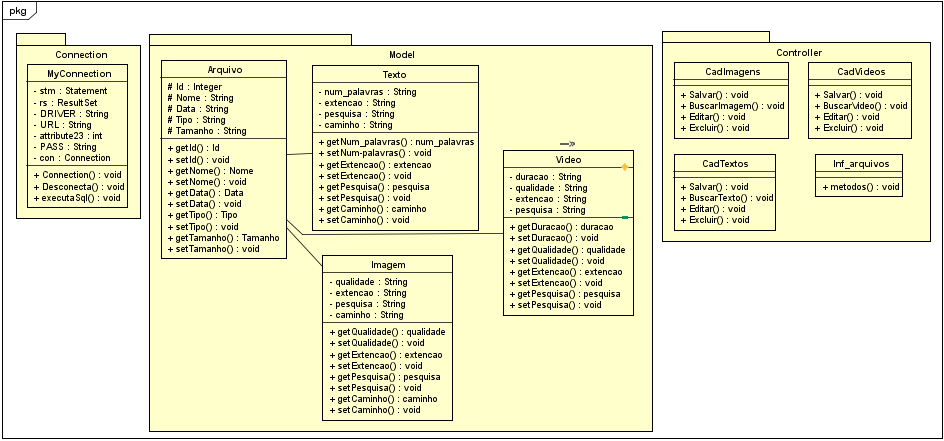 pkg
Connection
MyConnection
- stm : Statement
- rs : ResultSet
- DRIVER : String
- URL : String
- attribute23 : int
- PASS : String
- con : Connection
+ Connection() : void
+ Desconecta() : void
+ executaSql() : void
Model
Arquivo
# Id : Integer
# Nome : String
# Data : String
# Tipo : String
# Tamanho : String
+ getId() : Id
+ setId() : void
+ getNome() : Nome
+ setNome() : void
+ getData() : Data
+ setData() : void
+ getTipo() : Tipo
+ setTipo() : void
+ getTamanho() : Tamanho
+ setTamanho() : void
Texto
- num_palavras : String
- extencao : String
- pesquisa : String
- caminho : String
+ getNum_palavras() : num_palavras
+ setNum-palavras() : void
+ getExtencao() : extencao
+ setExtencao() : void
+ getPesquisa() : pesquisa
+ setPesquisa() : void
+ getCaminho() : caminho
+ setCaminho() : void
Video
- duracao : String
- qualidade : String
- extencao : String
- pesquisa : String
+ getDuracao() : duracao
+ setDuracao() : void
+ getQualidade() : qualidade
+ setQualidade() : void
+ getExtencao() : extencao
+ setExtencao() : void
+ getPesquisa() : pesquisa
+ setPesquisa() : void
Imagem
- qualidade : String
- extencao : String
- pesquisa : String
- caminho : String
+ getQualidade() : qualidade
+ setQualidade() : void
+ getExtencao() : extencao
+ setExtencao() : void
+ getPesquisa() : pesquisa
+ setPesquisa() : void
+ getCaminho() : caminho
+ setCaminho() : void
Controller
CadImagens
+ Salvar() : void
+ BuscarImagem() : void
+ Editar() : void
+ Excluir() : void
CadVideos
+ Salvar() : void
+ BuscarVideo() : void
+ Editar() : void
+ Excluir() : void
CadTextos
+ Salvar() : void
+ BuscarTexto() : void
+ Editar() : void
+ Excluir() : void
Inf_arquivos
+ metodos() : void